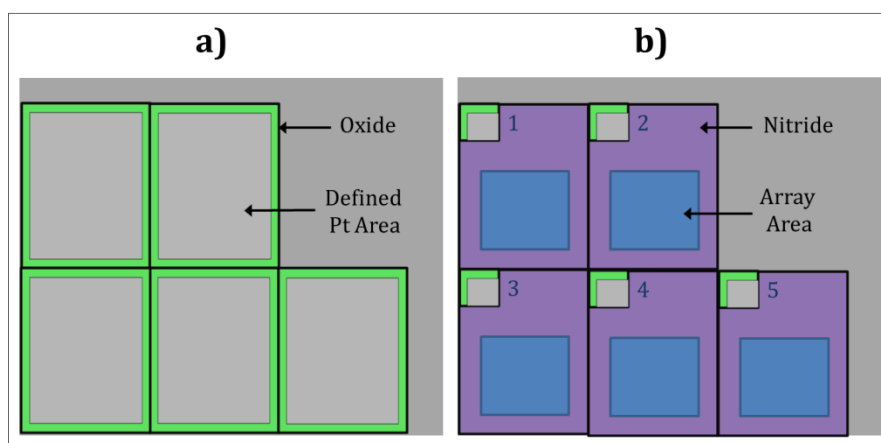 a)
Oxide
Defined
Pt Area
b)
1
2
Nitride
Array
Area
3
4
5